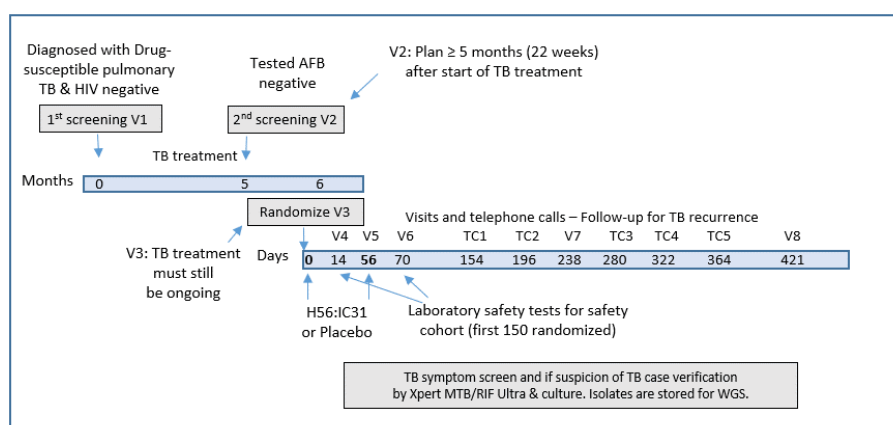 Diagnosed with Drug-
susceptible pulmonary
TB & HIV negative
1st screening V1
Tested AFB
negative
2nd screening V2
V2: Plan ≥ 5 months (22 weeks)
after start of TB treatment
TB treatment
Months 0 5 6
Randomize V3
V3: TB treatment
must still
be ongoing
Visits and telephone calls – Follow-up for TB recurrence
V4 V5 V6 TC1 TC2 V7 TC3 TC4 TC5 V8
Days 0 14 56 70 154 196 238 280 322 364 421
H56:IC31
or Placebo
Laboratory safety tests for safety
cohort (first 150 randomized)
TB symptom screen and if suspicion of TB case verification
by Xpert MTB/RIF Ultra & culture. Isolates are stored for WGS.